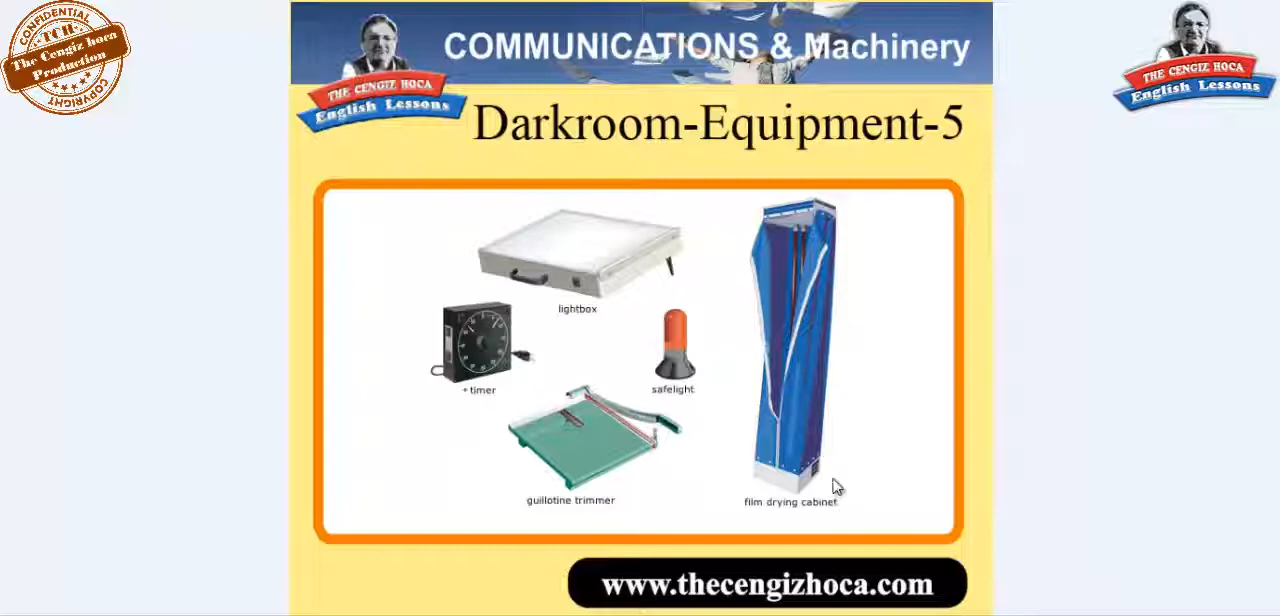 CONFIDENTIAL
TCH
The Cengiz hoca
Production
COPYRIGHT
THE CENGIZ HOCA
English Lessons
COMMUNICATIONS & Machinery
THE CENGIZ HOCA
English Lessons
Darkroom-Equipment-5
lightbox
timer
safelight
guillotine trimmer
film drying cabinet
www.thecengizhoca.com